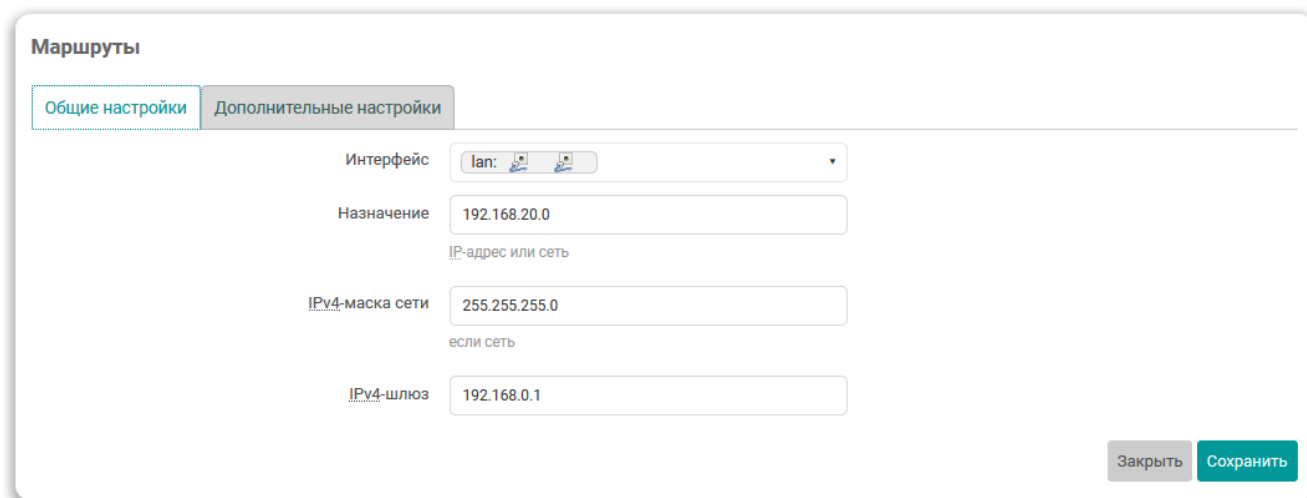 Маршруты
Общие настройки Дополнительные настройки
Интерфейс lan:
Назначение 192.168.20.0
IP-адрес или сеть
IPv4-маска сети 255.255.255.0
если сеть
IPv4-шлюз 192.168.0.1
Закрыть Сохранить